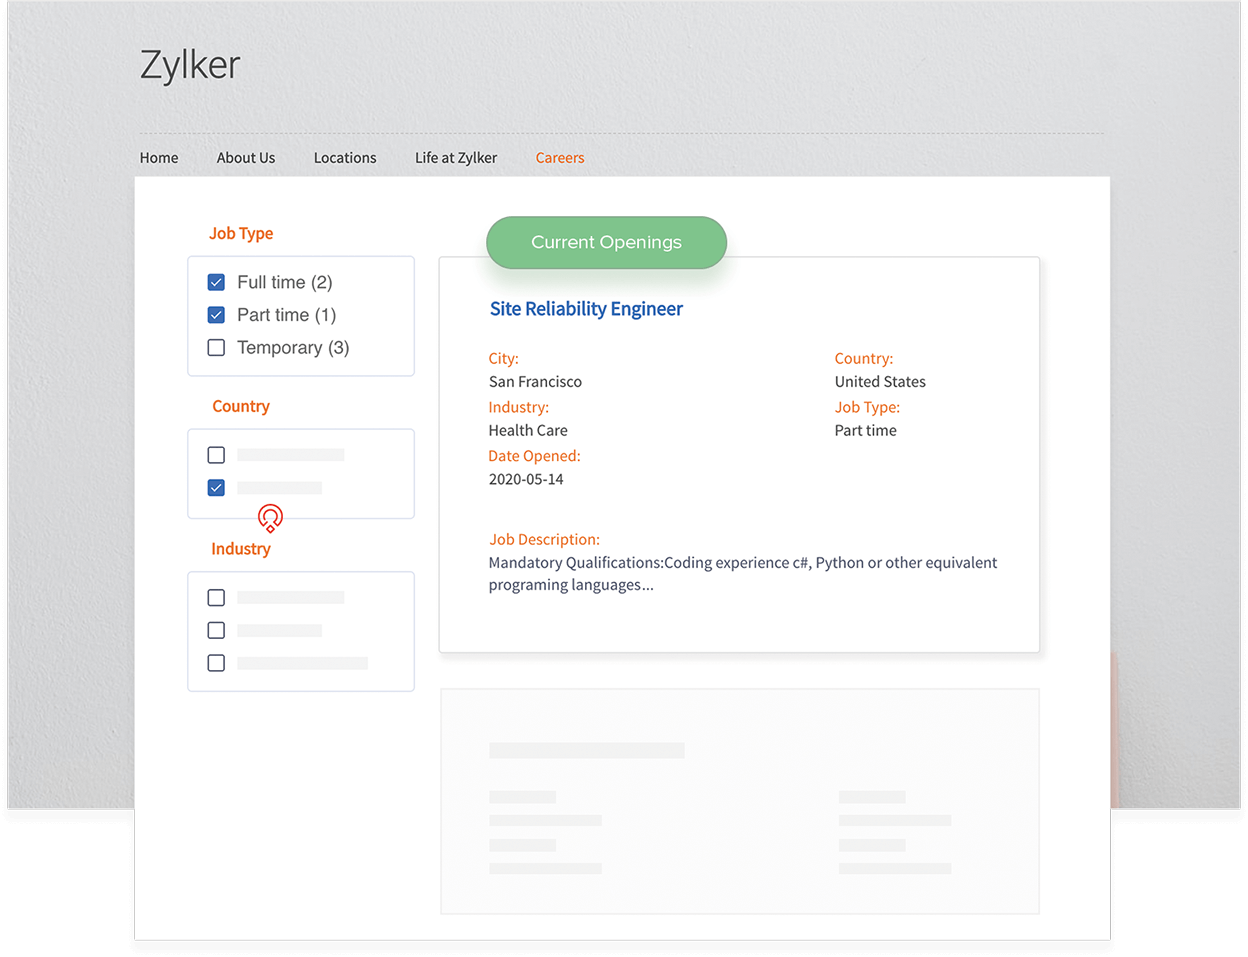 Zylker
Home About Us Locations Life at Zylker Careers
Job Type
Full time (2)
Part time (1)
Temporary (3)
Country
Industry
Current Openings
Site Reliability Engineer
City:
San Francisco
Country:
United States
Industry:
Health Care
Job Type:
Part time
Date Opened:
2020-05-14
Job Description:
Mandatory Qualifications:Coding experience c#, Python or other equivalent
programing languages...